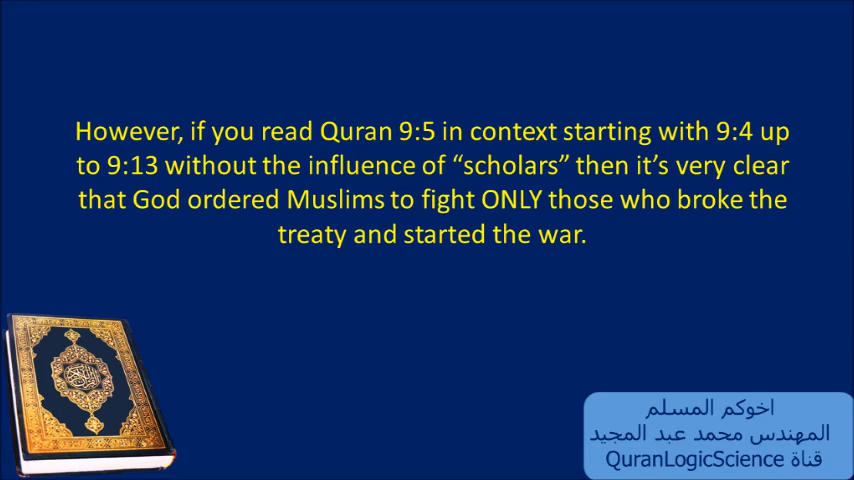 However, if you read Quran 9:5 in context starting with 9:4 up
to 9:13 without the influence of “scholars” then it’s very clear
that God ordered Muslims to fight ONLY those who broke the
treaty and started the war.
اخوكم المسلم
المهندس محمد عبد المجيد
قناة QuranLogicScience